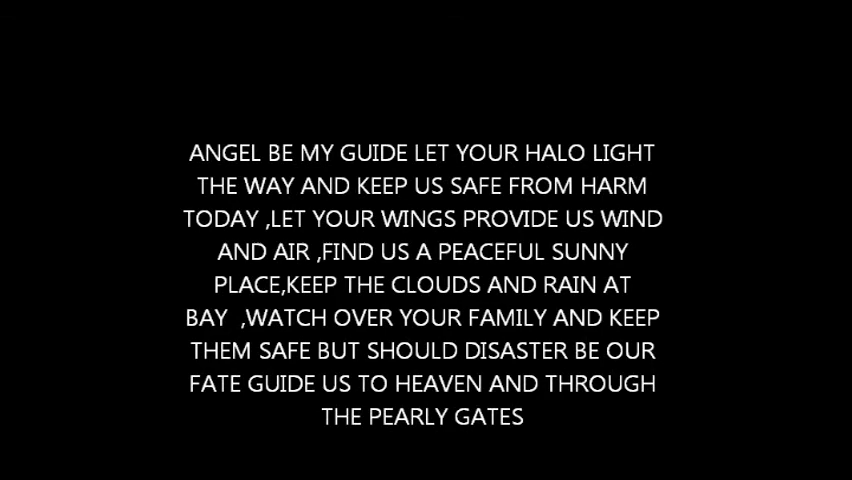 ANGEL BE MY GUIDE LET YOUR HALO LIGHT
THE WAY AND KEEP US SAFE FROM HARM
TODAY ,LET YOUR WINGS PROVIDE US WIND
AND AIR ,FIND US A PEACEFUL SUNNY
PLACE,KEEP THE CLOUDS AND RAIN AT
BAY  ,WATCH OVER YOUR FAMILY AND KEEP
THEM SAFE BUT SHOULD DISASTER BE OUR
FATE GUIDE US TO HEAVEN AND THROUGH
THE PEARLY GATES